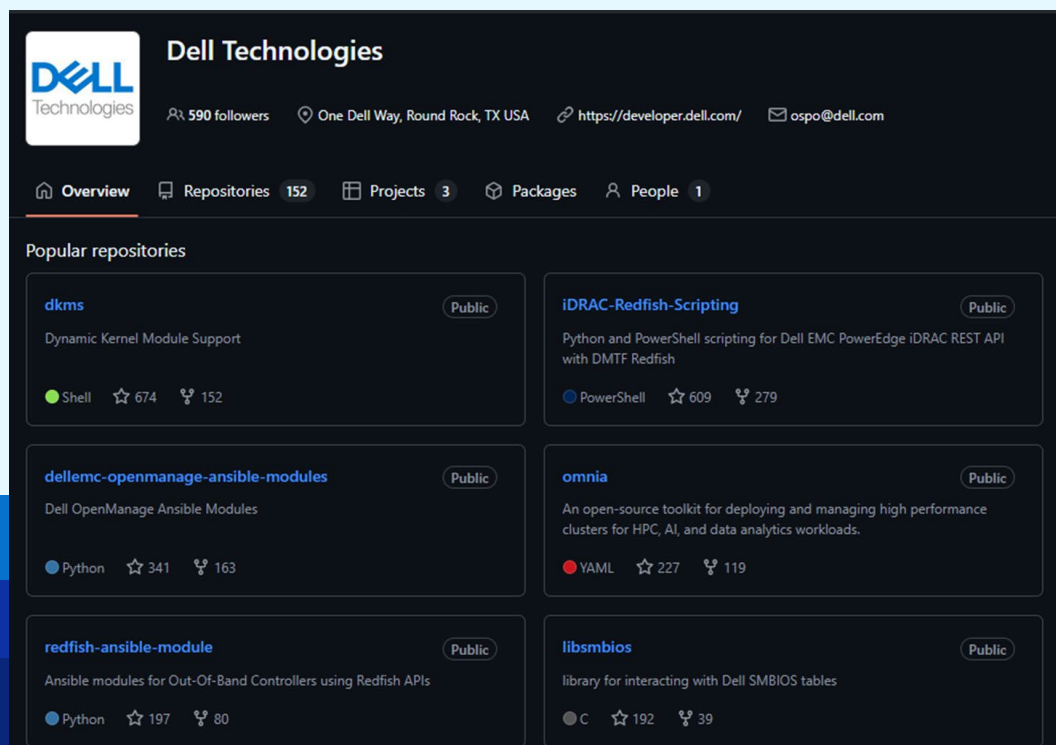 DELL
Technologies
Dell Technologies
590 followers
One Dell Way, Round Rock, TX USA
https://developer.dell.com/
ospo@dell.com
Overview
Repositories 152
Projects 3
Packages
People 1
Popular repositories
dkms
Public
Dynamic Kernel Module Support
Shell 674 152
iDRAC-Redfish-Scripting
Public
Python and PowerShell scripting for Dell EMC PowerEdge iDRAC REST API
with DMTF Redfish
PowerShell 609 279
dellemc-openmanage-ansible-modules
Public
Dell OpenManage Ansible Modules
Python 341 163
omnia
Public
An open-source toolkit for deploying and managing high performance
clusters for HPC, AI, and data analytics workloads.
YAML 227 119
redfish-ansible-module
Public
Ansible modules for Out-Of-Band Controllers using Redfish APIs
Python 197 80
libsmbios
Public
library for interacting with Dell SMBIOS tables
C 192 39